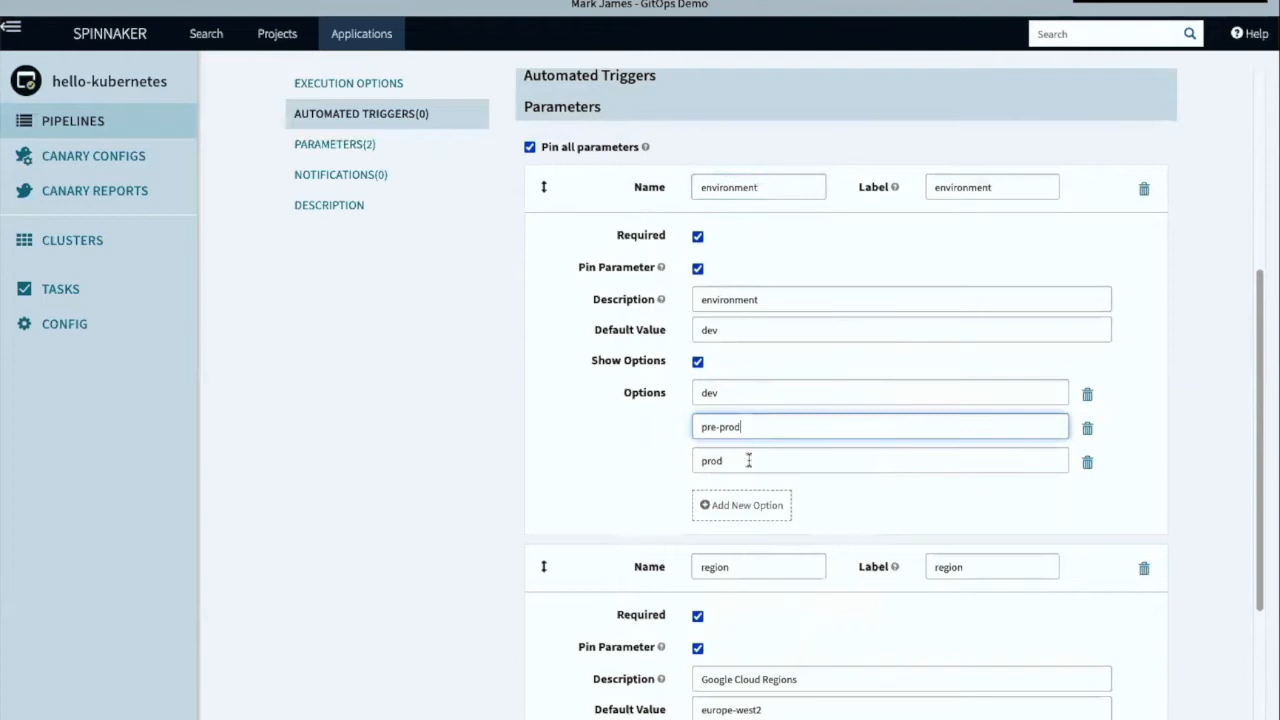 Mark James - GitOps Demo
SPINNAKER Search Projects Applications Search Help
hello-kubernetes
PIPELINES
CANARY CONFIGS
CANARY REPORTS
CLUSTERS
TASKS
CONFIG
EXECUTION OPTIONS
AUTOMATED TRIGGERS(0)
PARAMETERS(2)
NOTIFICATIONS(0)
DESCRIPTION
Automated Triggers
Parameters
Pin all parameters
Name environment Label environment
Required
Pin Parameter
Description environment
Default Value dev
Show Options
Options dev
pre-prod
prod
Add New Option
Name region Label region
Required
Pin Parameter
Description Google Cloud Regions
Default Value europe-west2